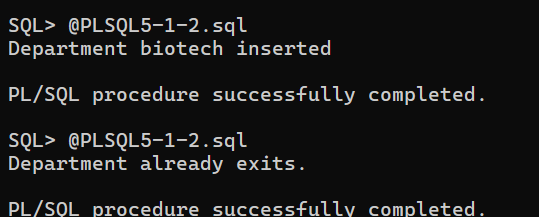 SQL> @PLSQL5-1-2.sql
Department biotech inserted
PL/SQL procedure successfully completed.
SQL> @PLSQL5-1-2.sql
Department already exits.
PL/SQL procedure successfully completed.